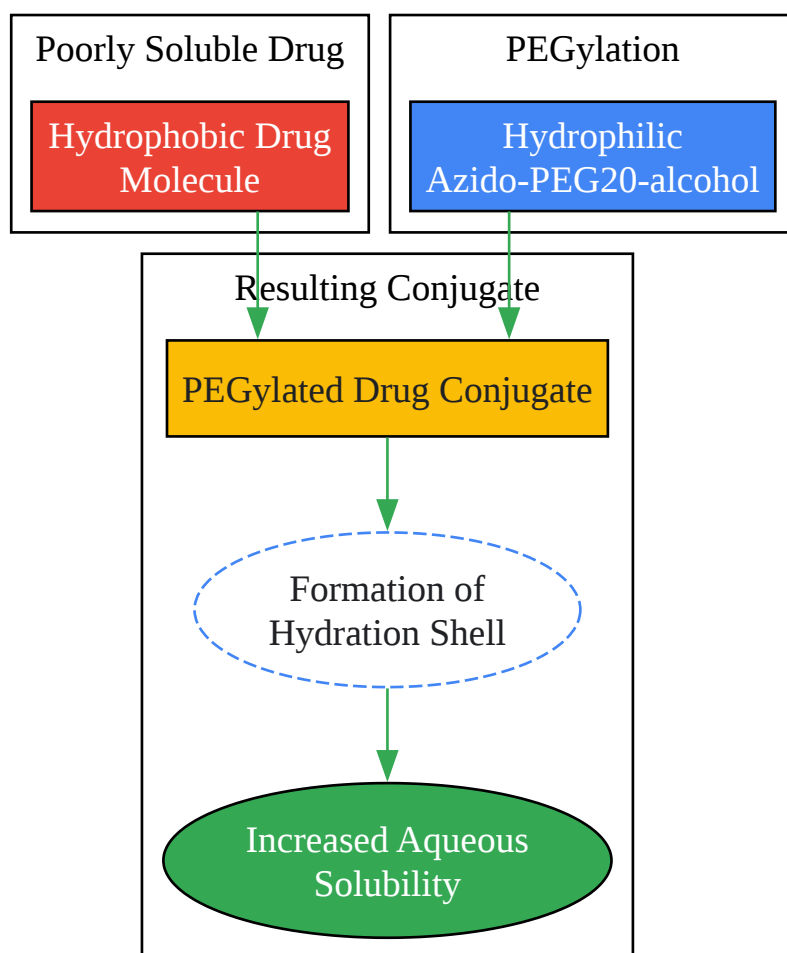 Poorly Soluble Drug
Hydrophobic Drug
Molecule
PEGylation
Hydrophilic
Azido-PEG20-alcohol
Resulting Conjugate
PEGylated Drug Conjugate
Formation of
Hydration Shell
Increased Aqueous
Solubility